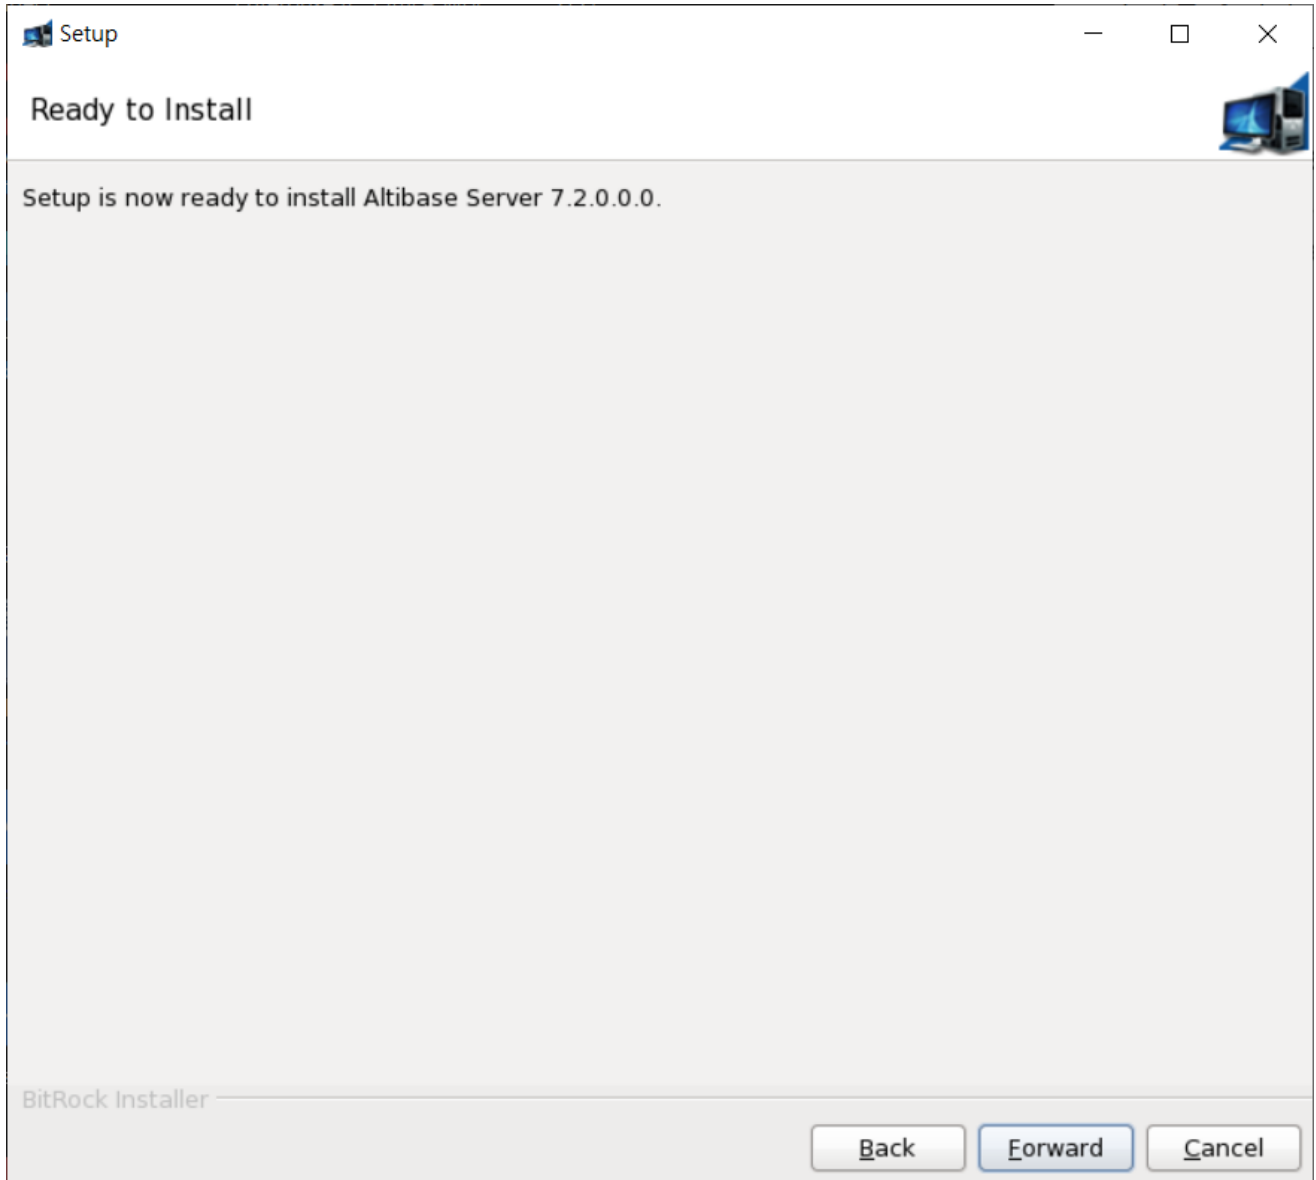 Setup
Ready to Install
Setup is now ready to install Altibase Server 7.2.0.0.0.
BitRock Installer
Back Forward Cancel